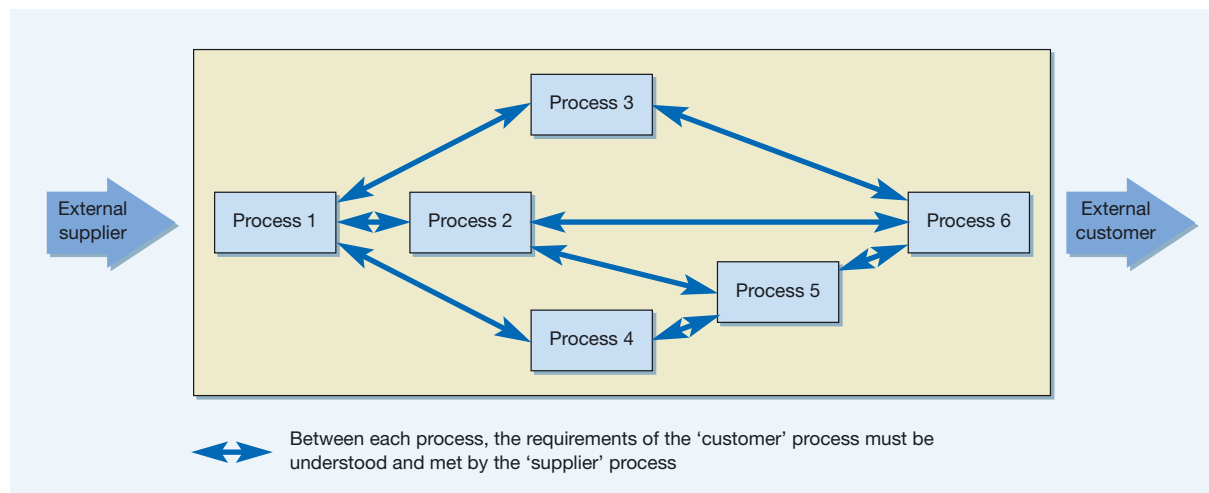 Process 3
External
supplier
Process 1
Process 2
Process 6
External
customer
Process 5
Process 4
Between each process, the requirements of the ‘customer’ process must be
understood and met by the ‘supplier’ process